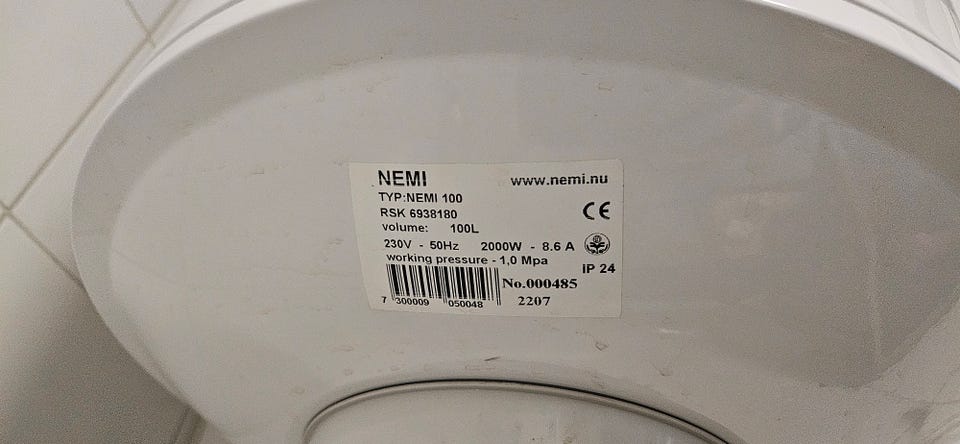 NEMI www.nemi.nu
TYP:NEMI 100
RSK 6938180
volume: 100L
CE
230V - 50Hz 2000W - 8.6 A
working pressure - 1,0 Mpa
IP 24
No.000485
2207
7 300009 050048